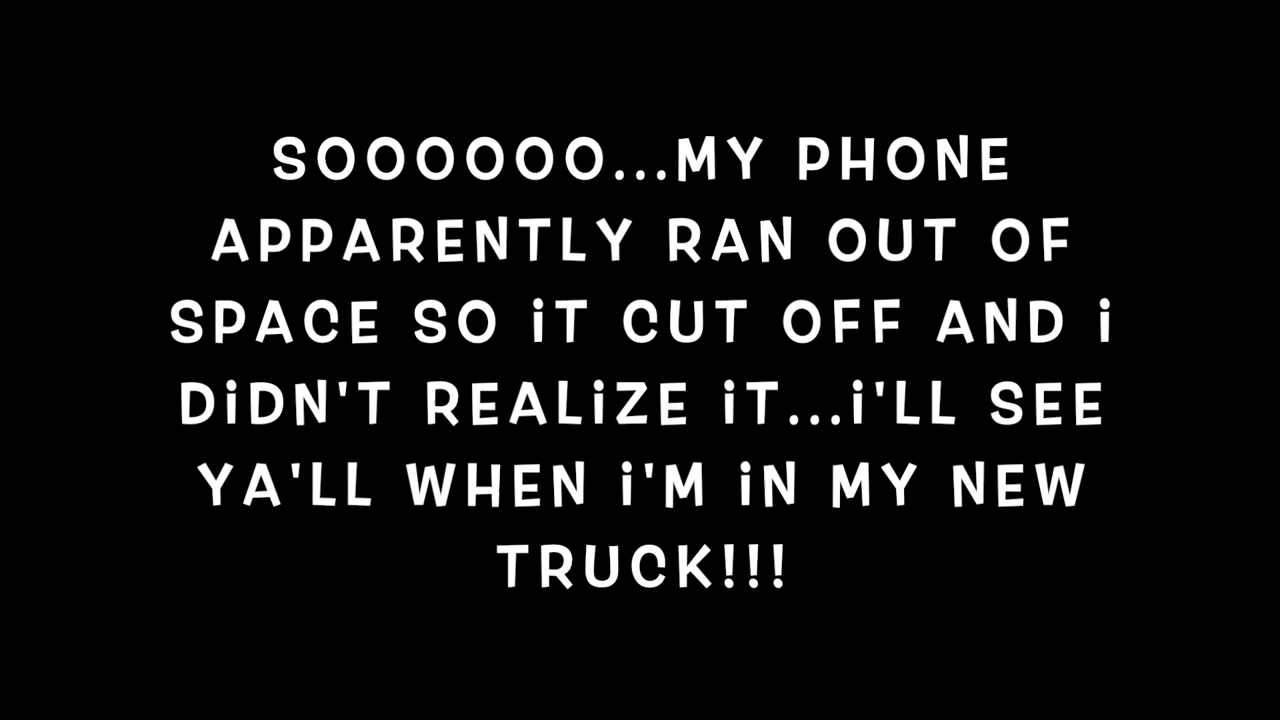 SOOOOOO...MY PHONE
APPARENTLY RAN OUT OF
SPACE SO iT CUT OFF AND i
DiDN'T REALiZE iT...i'LL SEE
YA'LL WHEN i'M iN MY NEW
TRUCK!!!